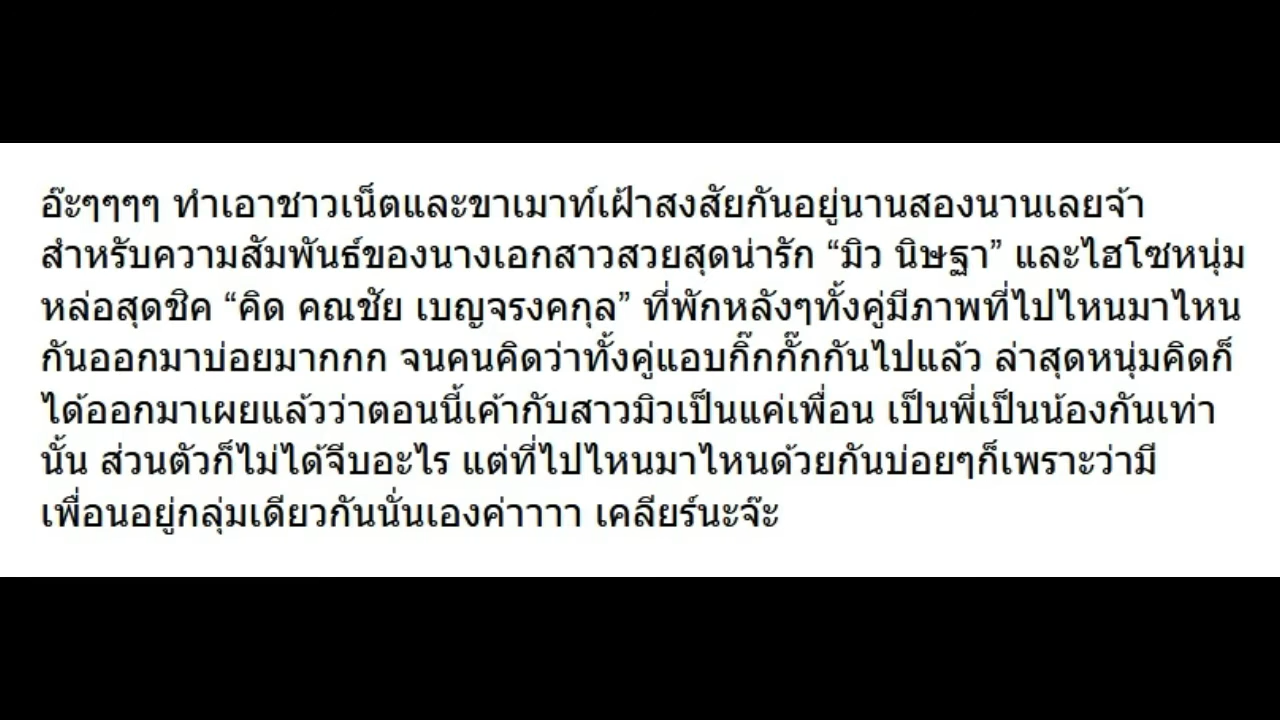 อ๊ะๆๆๆๆ ทำเอาชาวเน็ตและขาเมาท์เฝ้าสงสัยกันอยู่นานสองนานเลยจ้า
สำหรับความสัมพันธ์ของนางเอกสาวสวยสุดน่ารัก “มิว นิษฐา” และไฮโซหนุ่ม
หล่อสุดชิค “คิด คณชัย เบญจรงคกุล” ที่พักหลังๆทั้งคู่มีภาพที่ไปไหนมาไหน
กันออกมาบ่อยมากกก จนคนคิดว่าทั้งคู่แอบกิ๊กกั๊กกันไปแล้ว ล่าสุดหนุ่มคิดก็
ได้ออกมาเผยแล้วว่าตอนนี้เค้ากับสาวมิวเป็นแค่เพื่อน เป็นพี่เป็นน้องกันเท่า
นั้น ส่วนตัวก็ไม่ได้จีบอะไร แต่ที่ไปไหนมาไหนด้วยกันบ่อยๆก็เพราะว่ามี
เพื่อนอยู่กลุ่มเดียวกันนั่นเองค่าาาา เคลียร์นะจ๊ะ